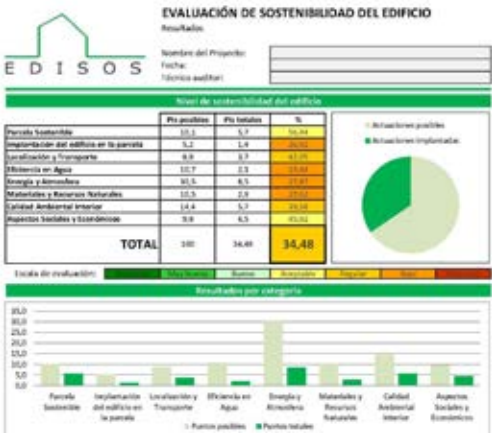 EVALUACIÓN DE SOSTENIBILIDAD DEL EDIFICIO
Resultados
EDISOS
Nombre del Proyecto:
Fecha:
Técnico auditor:
Nivel de sostenibilidad del edificio
Pts posibles Pts totales %
Parcela Sostenible 10,1 5,7
Implantación del edificio en la parcela 5,2 1,4
Localización y Transporte 8,8 3,7
Eficiencia en Agua 10,7 2,3
Energía y Atmosfera 30,5 8,5
Materiales y Recursos Naturales 10,5 2,9
Calidad Ambiental Interior 14,4 5,7
Aspectos Sociales y Económicos 9,8 4,5
TOTAL 100 34,48 34,48
Actuaciones posibles
Actuaciones implantadas
Escala de evaluación: Muy bueno Bueno Aceptable Regular Bajo
Resultados por categoría
35,0
30,0
25,0
20,0
15,0
10,0
5,0
0,0
Parcela Sostenible
Implantación del edificio en la parcela
Localización y Transporte
Eficiencia en Agua
Energía y Atmosfera
Materiales y Recursos Naturales
Calidad Ambiental Interior
Aspectos Sociales y Económicos
Puntos posibles Puntos totales